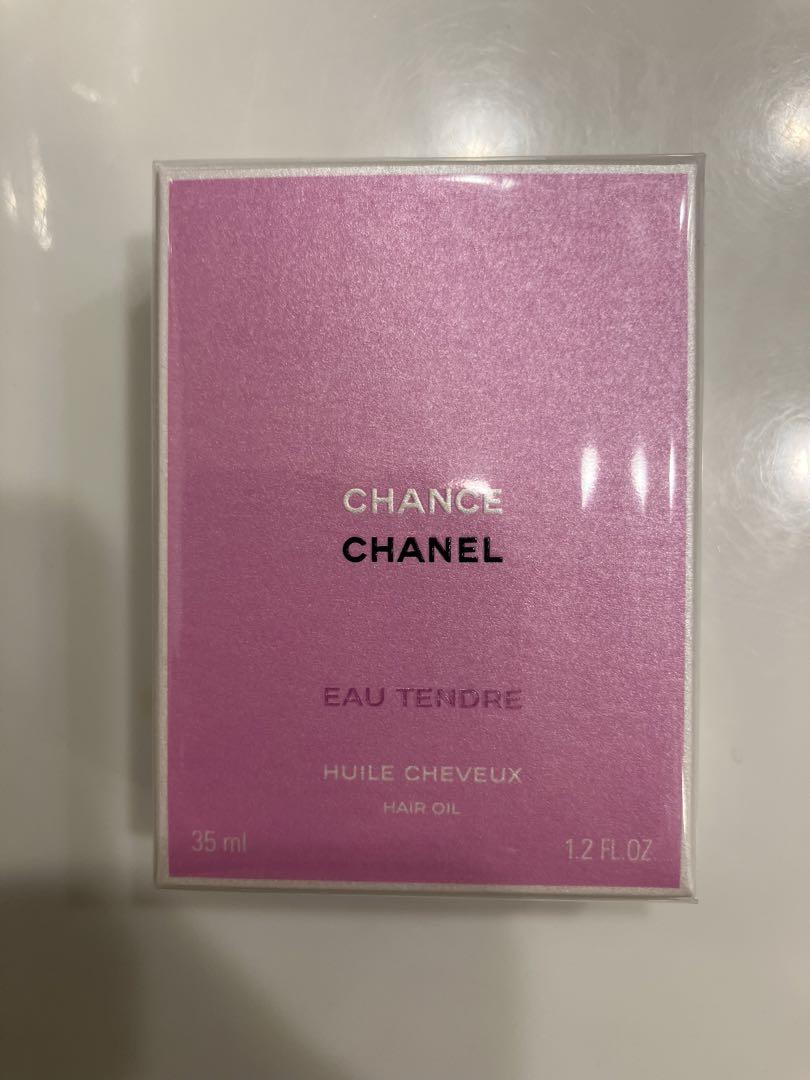 CHANCE
CHANEL
EAU TENDRE
HUILE CHEVEUX
HAIR OIL
35 ml 1.2 FL.OZ